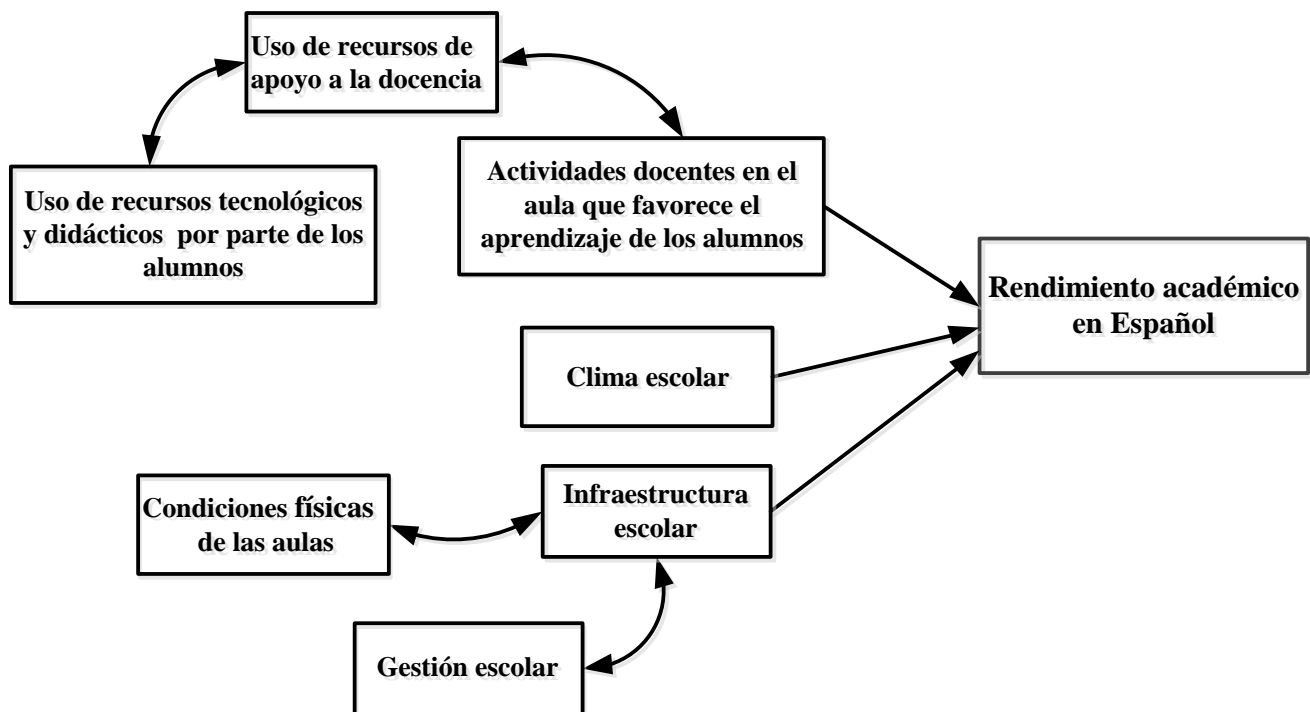 Uso de recursos de
apoyo a la docencia
Uso de recursos tecnológicos
y didácticos por parte de los
alumnos
Actividades docentes en el
aula que favorece el
aprendizaje de los alumnos
Rendimiento académico
en Español
Clima escolar
Condiciones físicas
de las aulas
Infraestructura
escolar
Gestión escolar